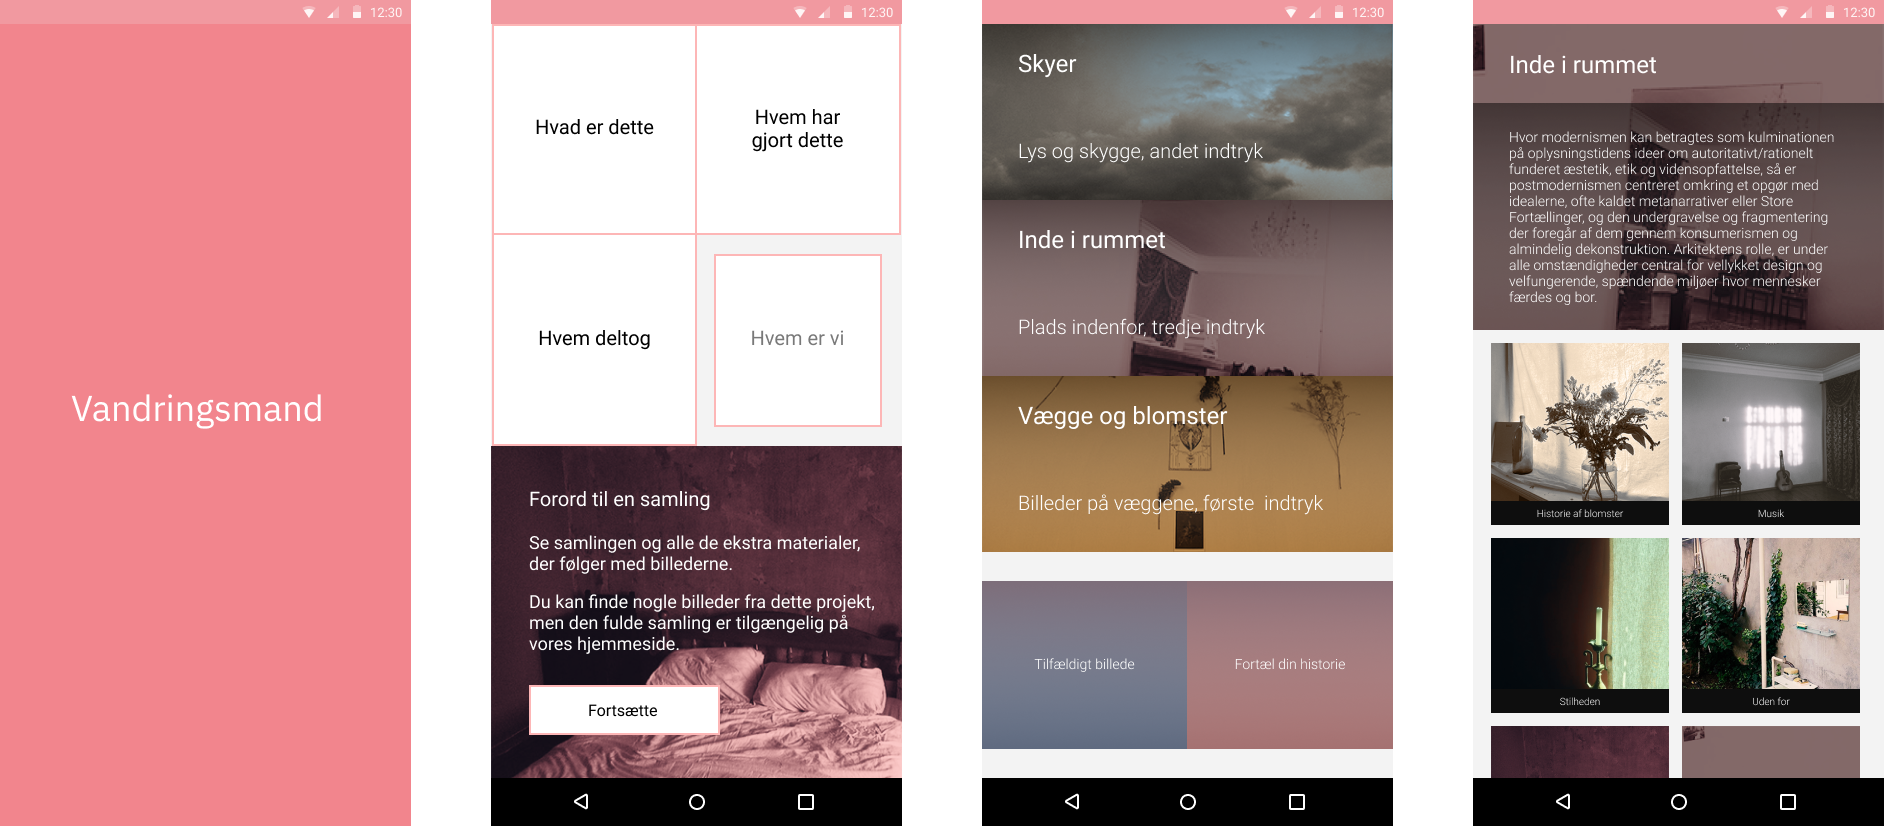 12:30
Vandringsmand
12:30
Hvad er dette
Hvem har
gjort dette
Hvem deltog
Hvem er vi
Forord til en samling
Se samlingen og alle de ekstra materialer,
der følger med billederne.
Du kan finde nogle billeder fra dette projekt,
men den fulde samling er tilgængelig på
vores hjemmeside.
Fortsætte
12:30
Skyer
Lys og skygge, andet indtryk
Inde i rummet
Plads indenfor, tredje indtryk
Vægge og blomster
Billeder på væggene, første indtryk
Tilfældigt billede
Fortæl din historie
12:30
Inde i rummet
Hvor modernismen kan betragtes som kulminationen
på oplysningstidens ideer om autoritativt/rationelt
funderet æstetik, etik og vidensopfattelse, så er
postmodernismen centreret omkring et opgør med
idealerne, ofte kaldet metanarrativer eller Store
Fortællinger, og den undergravelse og fragmentering
der foregår af dem gennem konsumerismen og
almindelig dekonstruktion. Arkitektens rolle, er under
alle omstændigheder central for vellykket design og
velfungerende, spændende miljøer hvor mennesker
færdes og bor.
Historie af blomster
Musik
Stilheden
Uden for